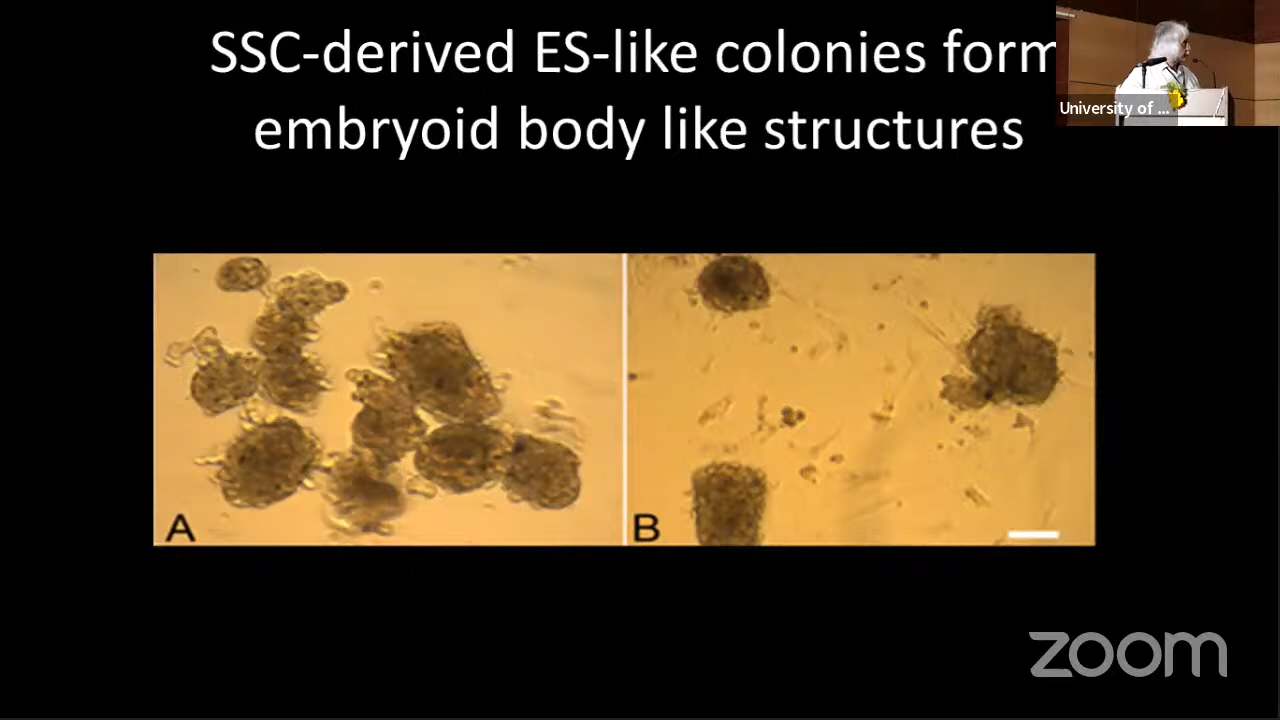 SSC-derived ES-like colonies form
embryoid body like structures
University of ...
A
B
zoom